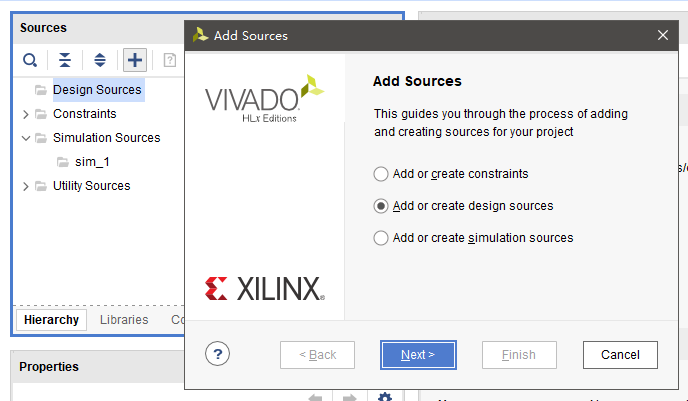 Sources
Add Sources
Design Sources
Constraints
Simulation Sources
sim_1
Utility Sources
VIVADO
HLx Editions
XILINX
Add Sources
This guides you through the process of adding
and creating sources for your project
Add or create constraints
Add or create design sources
Add or create simulation sources
Hierarchy Libraries
? < Back Next > Finish Cancel
Properties